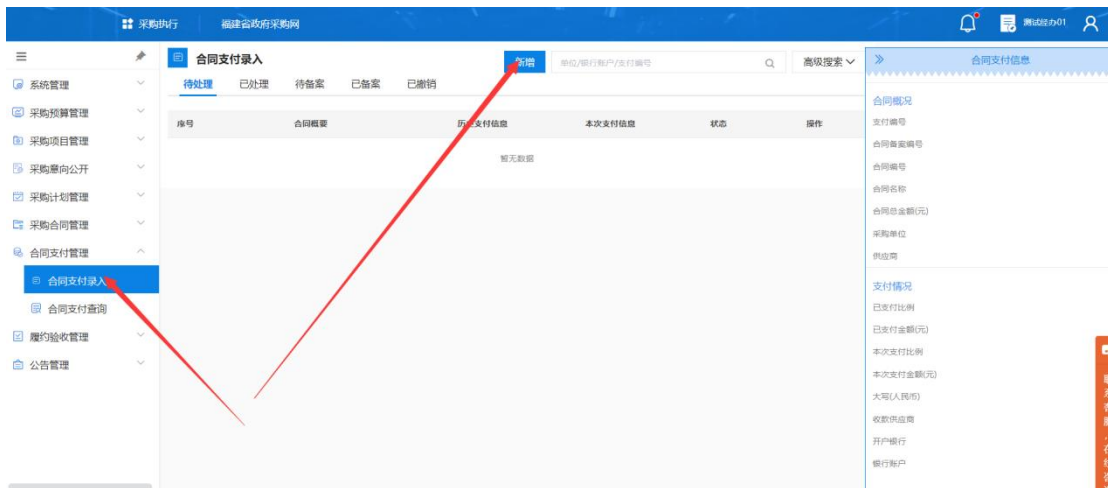 采购执行 福建省政府采购网 测试经办01
系统管理
采购预算管理
采购项目管理
采购意向公开
采购计划管理
采购合同管理
合同支付管理
合同支付录入
合同支付查询
履约验收管理
公告管理
合同支付录入 新增 单位/银行账户/支付编号 高级搜索
待处理 已处理 待备案 已备案 已撤销
序号 合同概要 历史支付信息 本次支付信息 状态 操作
暂无数据
合同支付信息
合同概况
支付编号
合同备案编号
合同编号
合同名称
合同总金额(元)
采购单位
供应商
支付情况
已支付比例
已支付金额(元)
本次支付比例
本次支付金额(元)
大写(人民币)
收款供应商
开户银行
银行账户